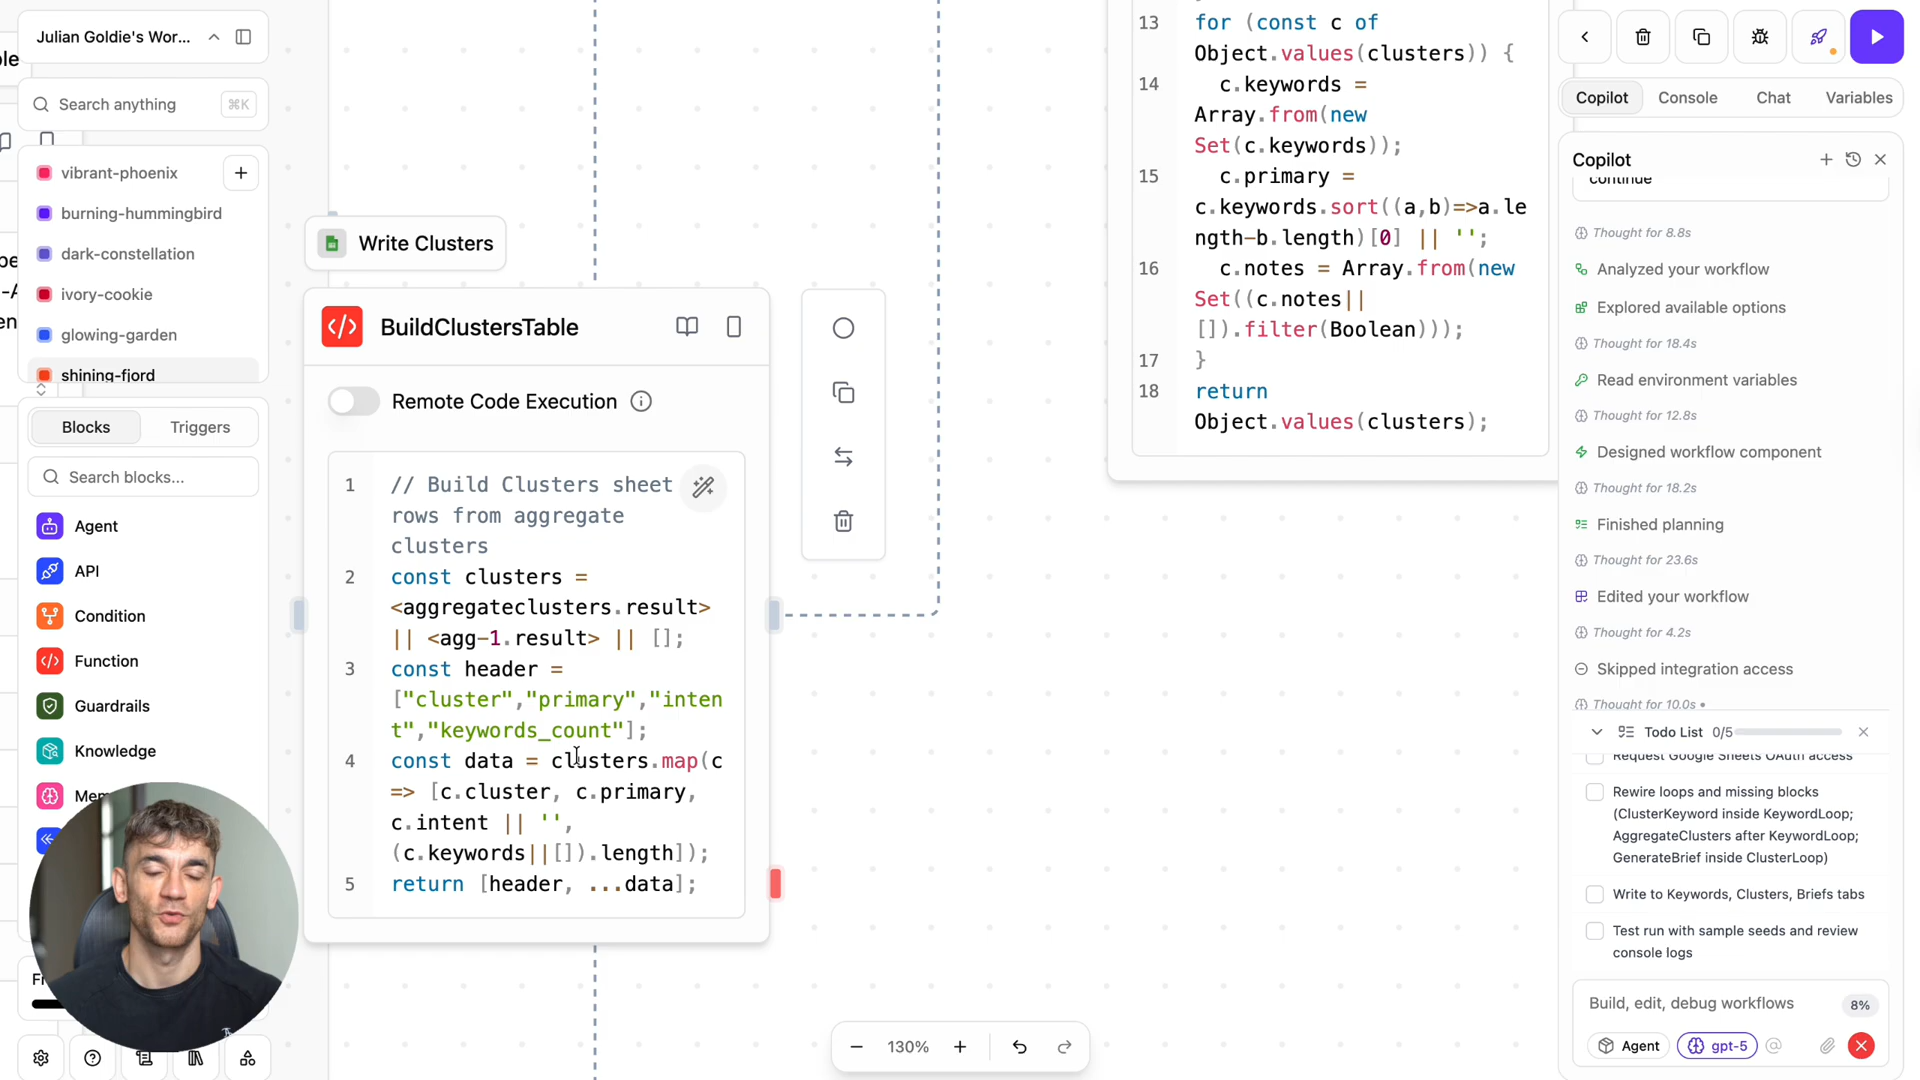 Julian Goldie's Wor...
Search anything
⌘K
vibrant-phoenix
burning-hummingbird
dark-constellation
ivory-cookie
glowing-garden
shining-fjord
Blocks
Triggers
Search blocks...
Agent
API
Condition
Function
Guardrails
Knowledge
Write Clusters
BuildClustersTable
Remote Code Execution
1
// Build Clusters sheet
rows from aggregate
clusters
2
const clusters =
<aggregateclusters.result>
|| <agg-1.result> || [];
3
const header =
["cluster","primary","inten
t","keywords_count"];
4
const data = clusters.map(c
=> [c.cluster, c.primary,
c.intent || '',
(c.keywords||[]).length]);
5
return [header, ...data];
13
for (const c of
Object.values(clusters)) {
14
c.keywords =
Array.from(new
Set(c.keywords));
15
c.primary =
c.keywords.sort((a,b)=>a.le
ngth-b.length)[0] || '';
16
c.notes = Array.from(new
Set((c.notes||
[]).filter(Boolean)));
17
}
18
return
Object.values(clusters);
130%
Copilot
Console
Chat
Variables
Copilot
continue
Thought for 8.8s
Analyzed your workflow
Explored available options
Thought for 18.4s
Read environment variables
Thought for 12.8s
Designed workflow component
Thought for 18.2s
Finished planning
Thought for 23.6s
Edited your workflow
Thought for 4.2s
Skipped integration access
Thought for 10.0s •
Todo List 0/5
Request Google Sheets OAuth access
Rewire loops and missing blocks
(ClusterKeyword inside KeywordLoop;
AggregateClusters after KeywordLoop;
GenerateBrief inside ClusterLoop)
Write to Keywords, Clusters, Briefs tabs
Test run with sample seeds and review
console logs
Build, edit, debug workflows
8%
Agent
gpt-5